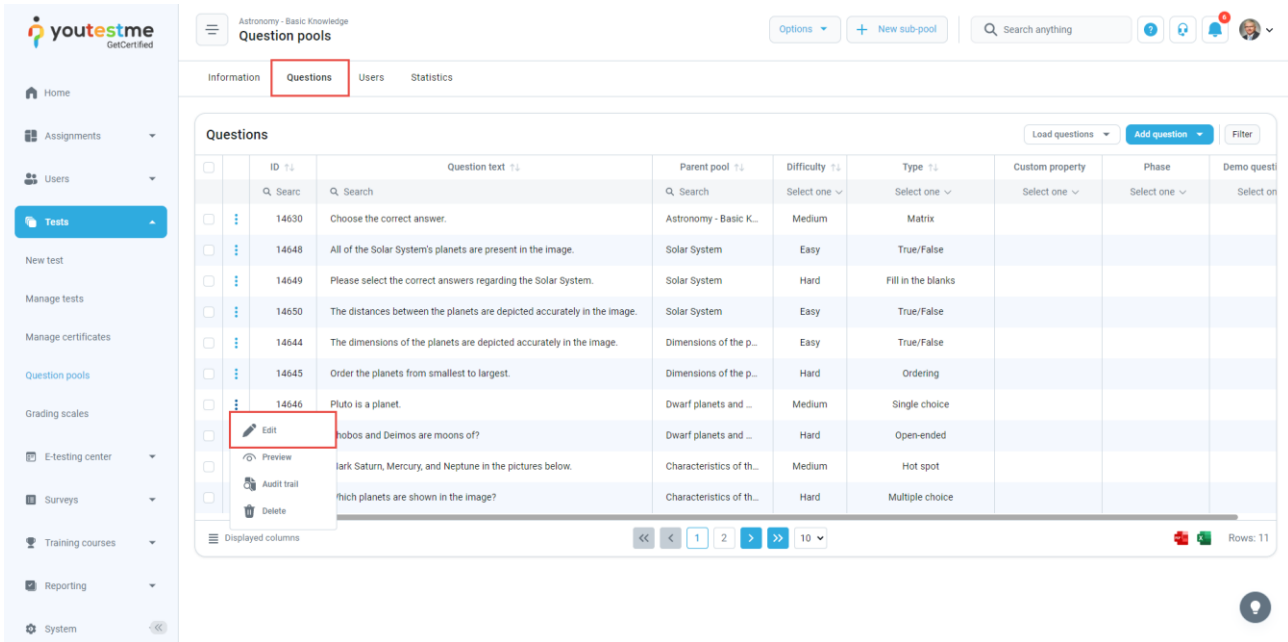 youtestme
GetCertified
Home
Assignments
Users
Tests
New test
Manage tests
Manage certificates
Question pools
Grading scales
E-testing center
Surveys
Training courses
Reporting
System
Astronomy - Basic Knowledge
Question pools
Options
+ New sub-pool
Search anything
?
6
Information Questions Users Statistics
Questions
Load questions
Add question
Filter
ID Question text Parent pool Difficulty Type Custom property Phase Demo questi
Searc Search Search Select one Select one Select one Select one Select on
14630 Choose the correct answer. Astronomy - Basic K... Medium Matrix
14648 All of the Solar System's planets are present in the image. Solar System Easy True/False
14649 Please select the correct answers regarding the Solar System. Solar System Hard Fill in the blanks
14650 The distances between the planets are depicted accurately in the image. Solar System Easy True/False
14644 The dimensions of the planets are depicted accurately in the image. Dimensions of the p... Easy True/False
14645 Order the planets from smallest to largest. Dimensions of the p... Hard Ordering
14646 Pluto is a planet. Dwarf planets and ... Medium Single choice
hobos and Deimos are moons of? Dwarf planets and ... Hard Open-ended
lark Saturn, Mercury, and Neptune in the pictures below. Characteristics of th... Medium Hot spot
hich planets are shown in the image? Characteristics of th... Hard Multiple choice
Edit
Preview
Audit trail
Delete
Displayed columns
<< < 1 2 > >> 10
Rows: 11